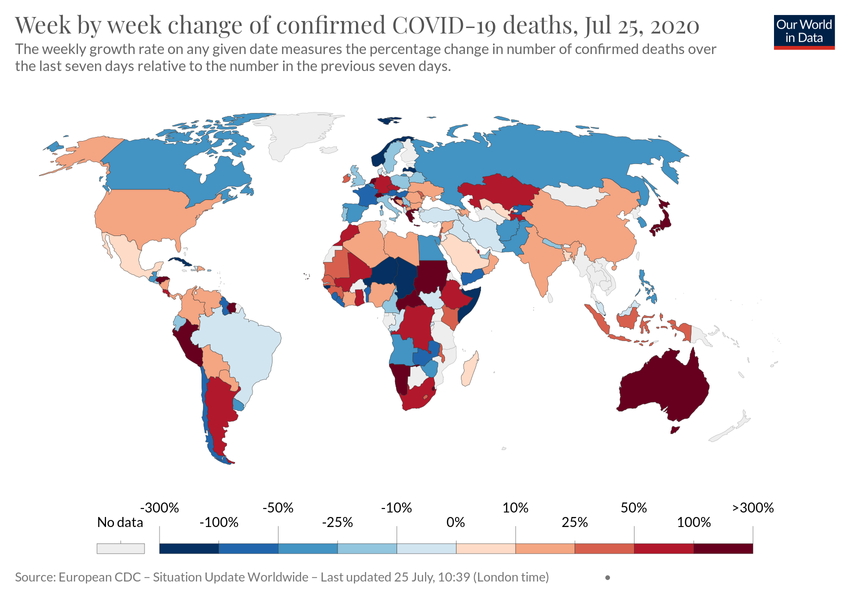 Week by week change of confirmed COVID-19 deaths, Jul 25, 2020
Our World
in Data
The weekly growth rate on any given date measures the percentage change in number of confirmed deaths over
the last seven days relative to the number in the previous seven days.
-300% -50% -10% 10% 50% >300%
No data -100% -25% 0% 25% 100%
Source: European CDC – Situation Update Worldwide – Last updated 25 July, 10:39 (London time)